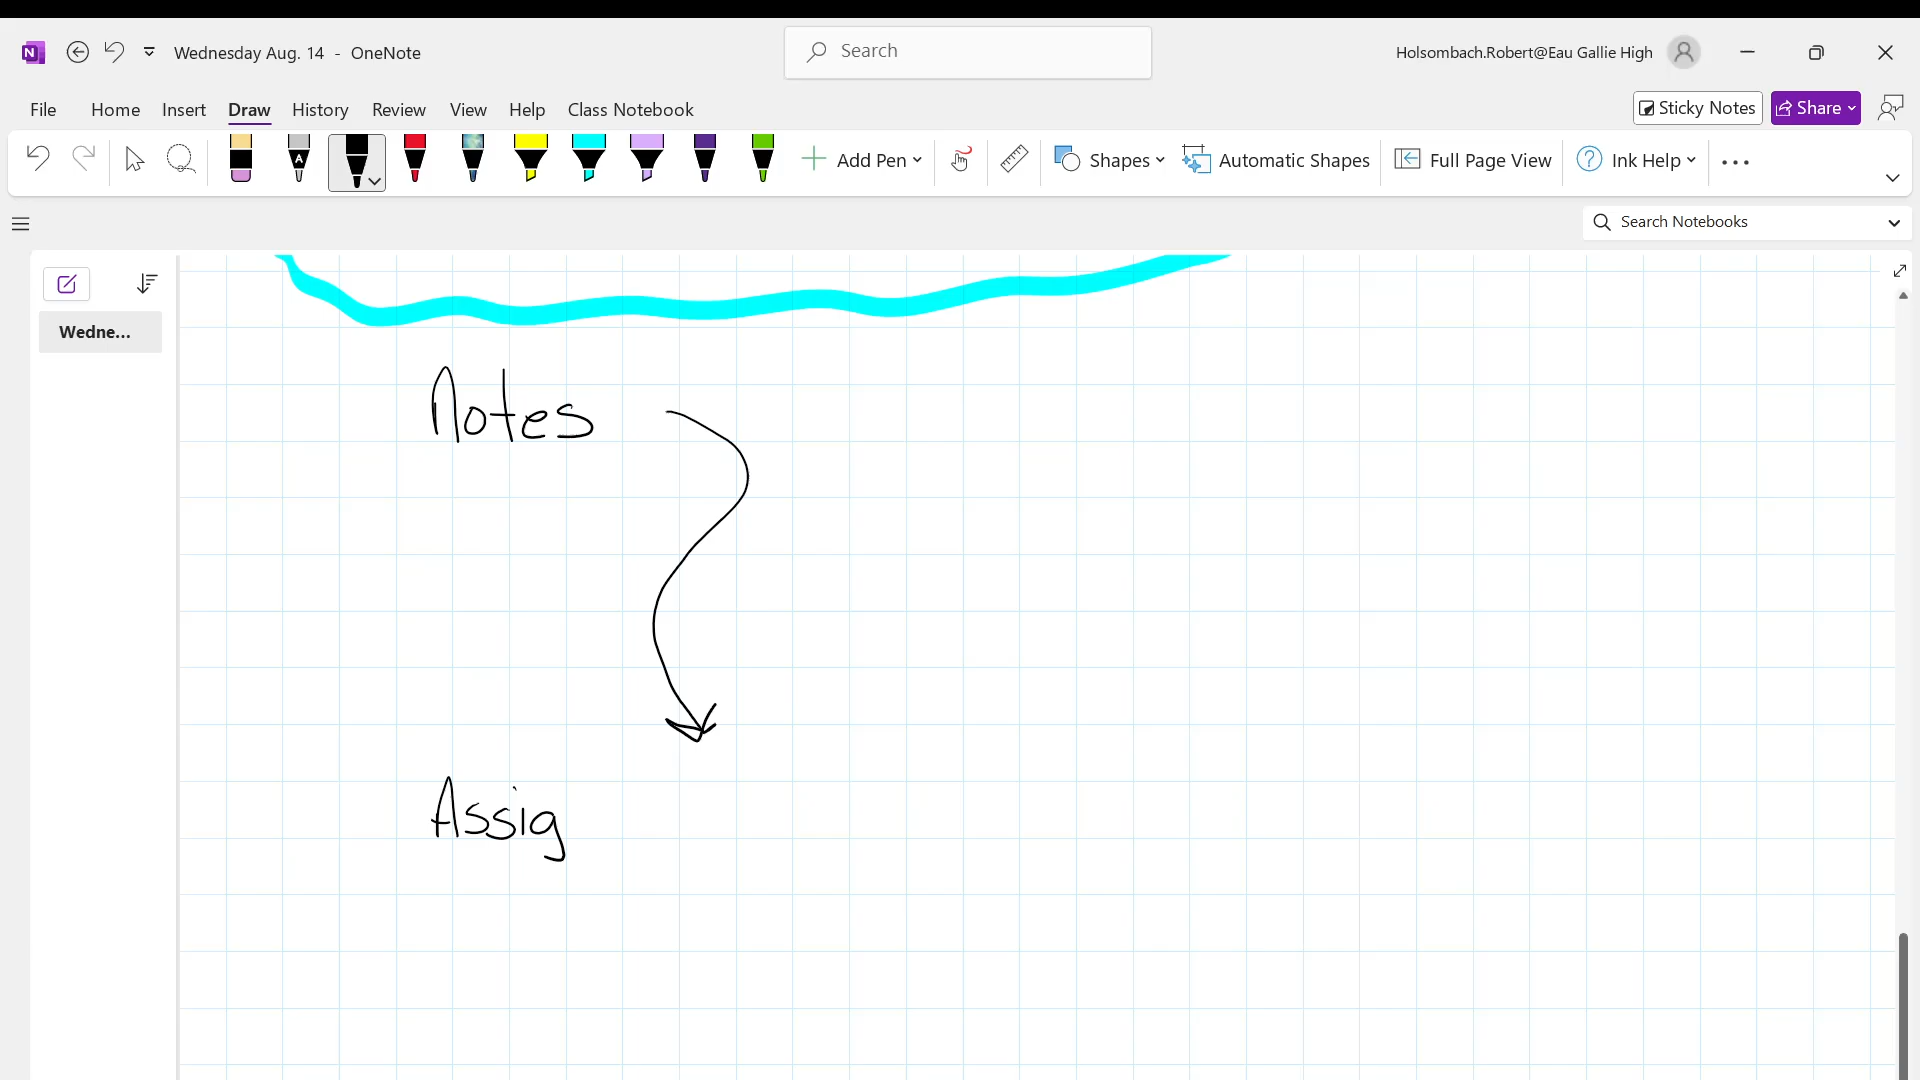 Wednesday Aug. 14 - OneNote
Search
Holsombach.Robert@Eau Gallie High
File Home Insert Draw History Review View Help Class Notebook
Sticky Notes Share
A Add Pen Shapes Automatic Shapes Full Page View Ink Help
Search Notebooks
Wedne...
Notes
Assig